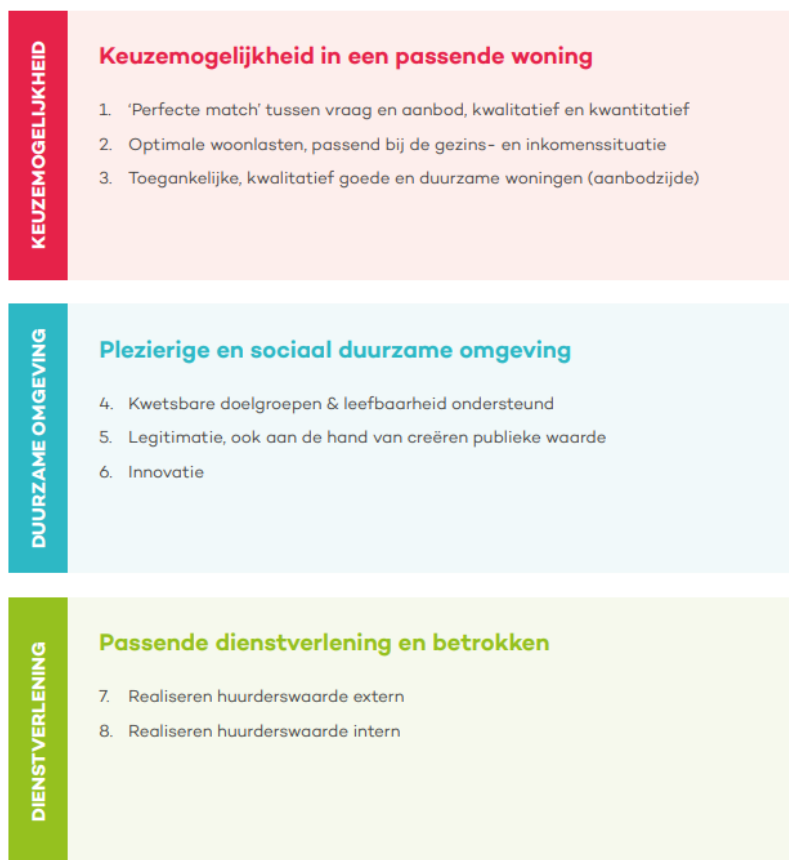 KEUZEMOGELIJKHEID
Keuzemogelijkheid in een passende woning
1. ‘Perfecte match’ tussen vraag en aanbod, kwalitatief en kwantitatief
2. Optimale woonlasten, passend bij de gezins- en inkomenssituatie
3. Toegankelijke, kwalitatief goede en duurzame woningen (aanbodzijde)
DUURZAME OMGEVING
Plezierige en sociaal duurzame omgeving
4. Kwetsbare doelgroepen & leefbaarheid ondersteund
5. Legitimatie, ook aan de hand van creëren publieke waarde
6. Innovatie
DIENSTVERLENING
Passende dienstverlening en betrokken
7. Realiseren huurderswaarde extern
8. Realiseren huurderswaarde intern